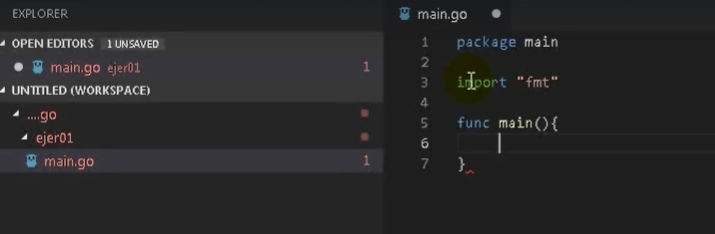 EXPLORER
OPEN EDITORS 1 UNSAVED
main.go ejer01 1
UNTITLED (WORKSPACE)
....go
ejer01
main.go 1
main.go
1 package main
2
3 import "fmt"
4
5 func main(){
6
7 }